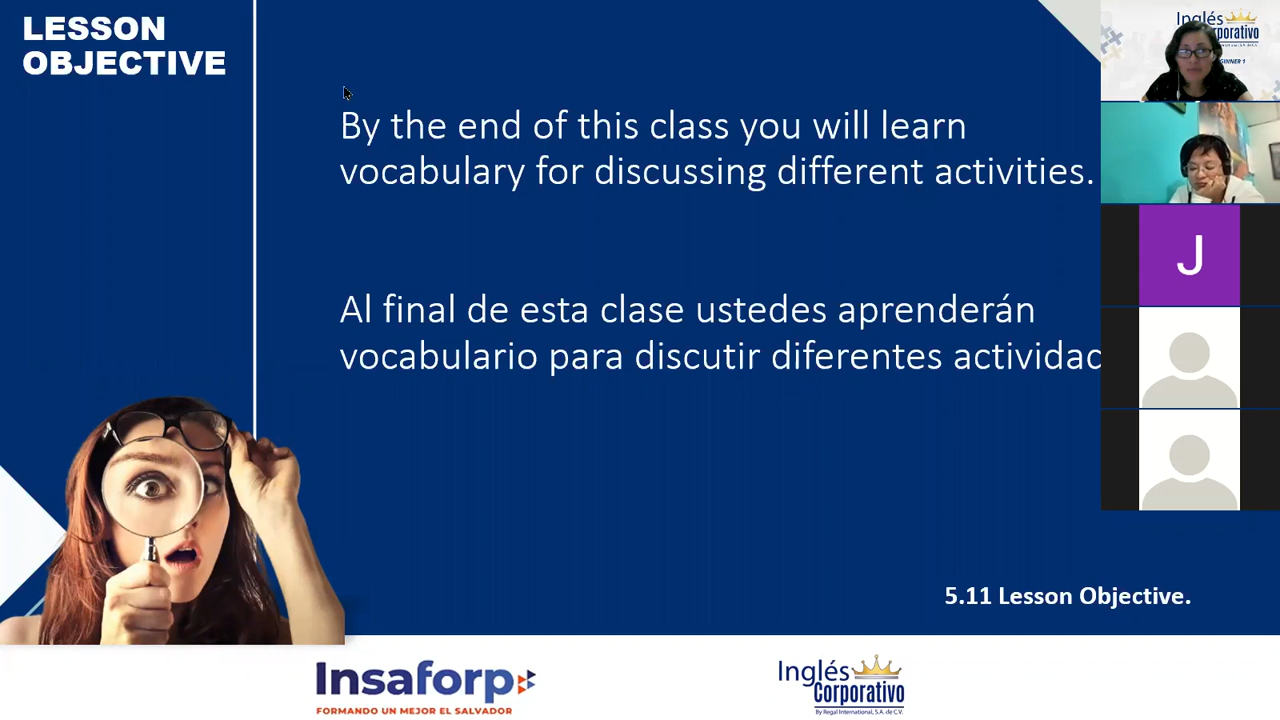 LESSON
OBJECTIVE
By the end of this class you will learn
vocabulary for discussing different activities.
Al final de esta clase ustedes aprenderán
vocabulario para discutir diferentes actividad
5.11 Lesson Objective.
Insaforp
FORMANDO UN MEJOR EL SALVADOR
Inglés
Corporativo
By Regal International, S.A. de C.V.
Inglés
J